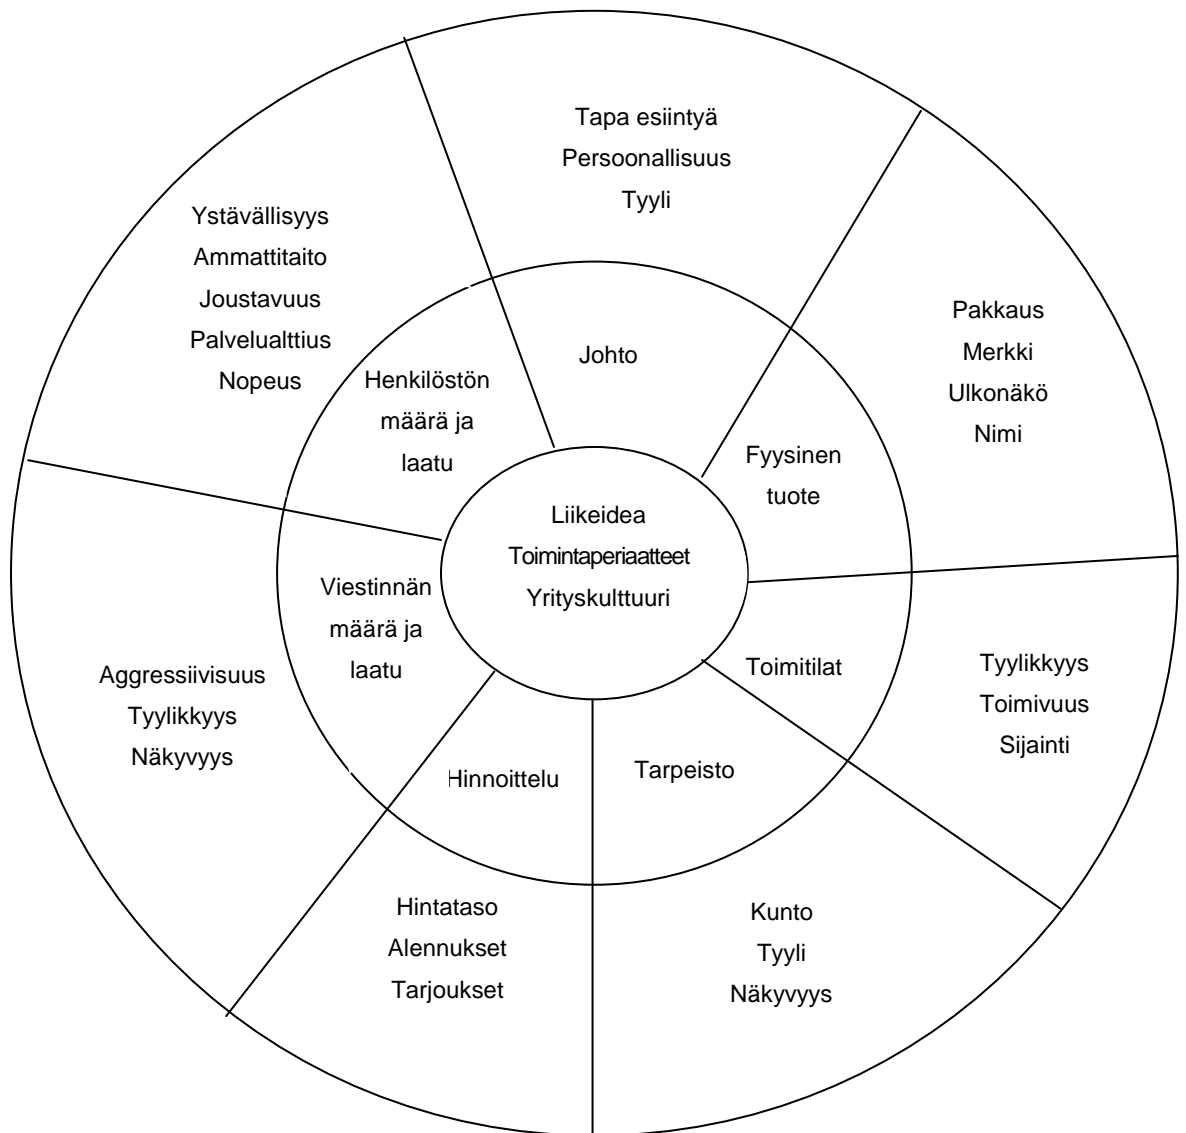 Tapa esiintyä
Persoonallisuus
Tyyli
Ystävällisyys
Ammattitaito
Joustavuus
Palvelualttius
Nopeus
Pakkaus
Merkki
Ulkonäkö
Nimi
Johto
Henkilöstön
määrä ja
laatu
Fyysinen
tuote
Liikeidea
Toimintaperiaatteet
Yrityskulttuuri
Viestinnän
määrä ja
laatu
Toimitilat
Aggressiivisuus
Tyylikkyys
Näkyvyys
Tyylikkyys
Toimivuus
Sijainti
Hinnoittelu
Tarpeisto
Hintataso
Alennukset
Tarjoukset
Kunto
Tyyli
Näkyvyys